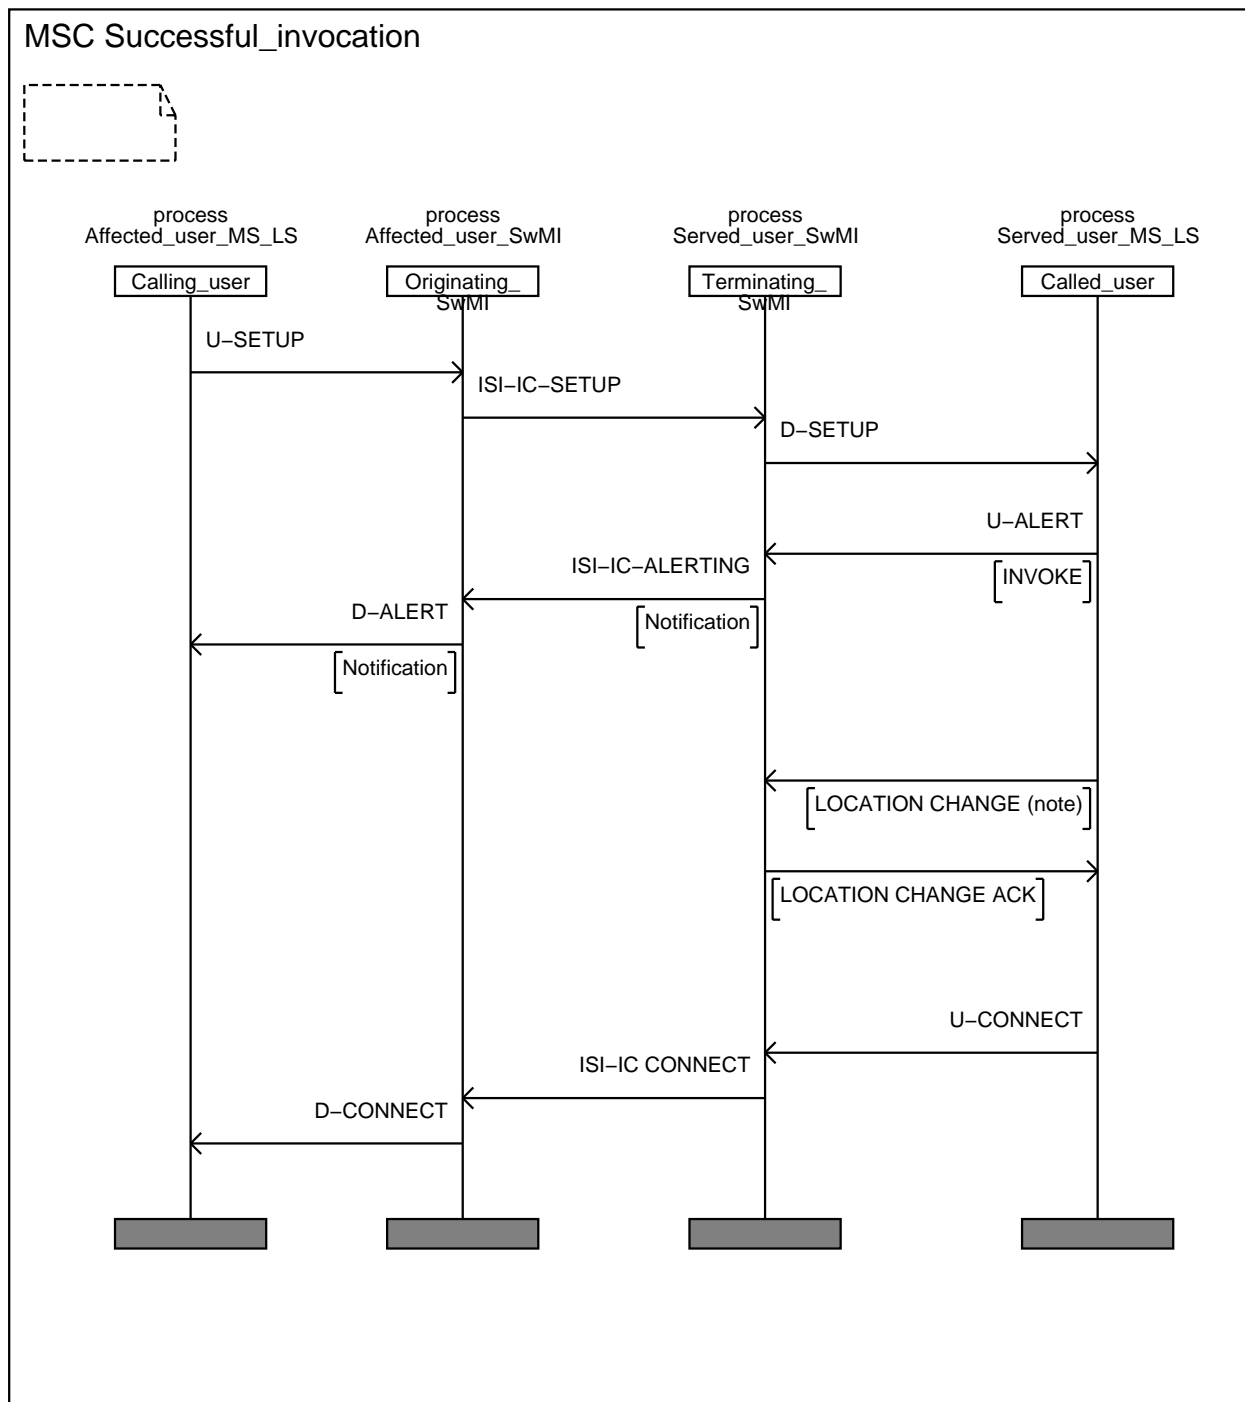 MSC Successful_invocation
process
Affected_user_MS_LS
process
Affected_user_SwMI
process
Served_user_SwMI
process
Served_user_MS_LS
Calling_user
Originating_
SwMI
Terminating_
SwMI
Called_user
U−SETUP
ISI−IC−SETUP
D−SETUP
U−ALERT
INVOKE
ISI−IC−ALERTING
Notification
D−ALERT
Notification
LOCATION CHANGE (note)
LOCATION CHANGE ACK
U−CONNECT
ISI−IC CONNECT
D−CONNECT